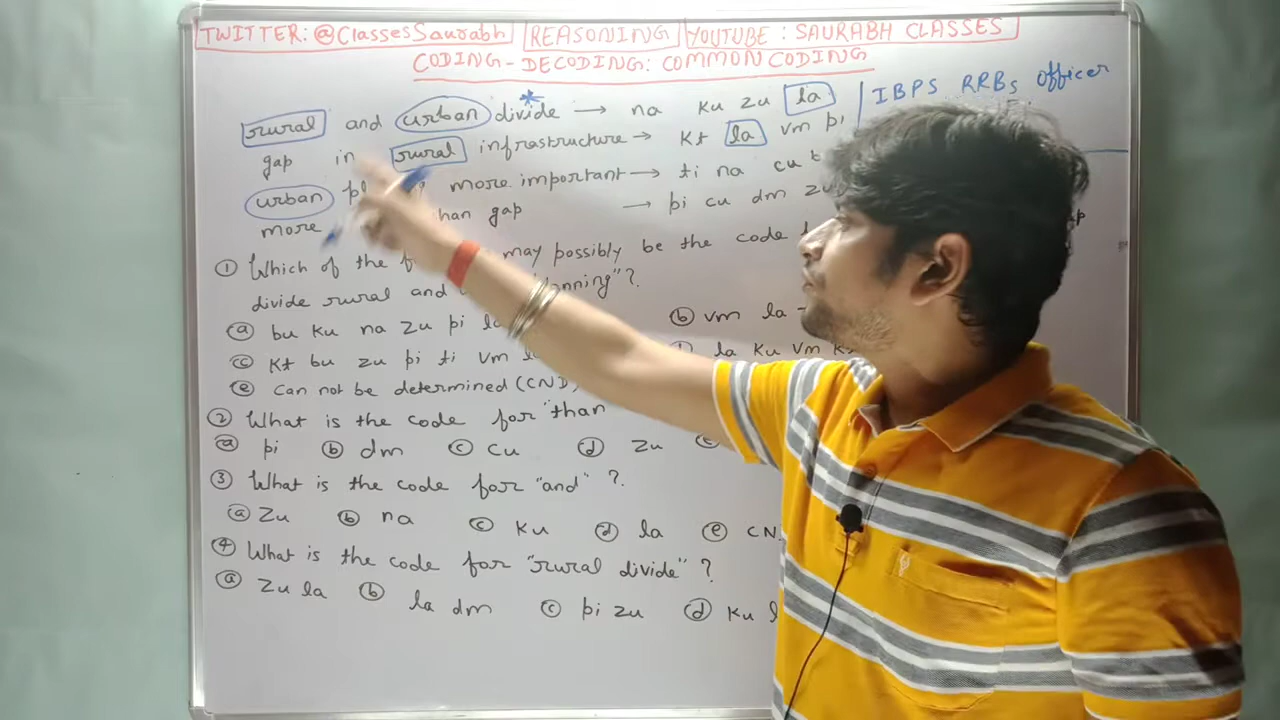 TWITTER: @ClassesSaurabh REASONING YOUTUBE: SAURABH CLASSES
CODING-DECODING: COMMON CODING
rural and urban divide → na ku zu la
gap in rural infrastructure → kt la vm pi
urban more important → ti na cu
more than gap → pi cu dm zu
IBPS RRBs officer
① Which of the may possibly be the code
divide rural and
ⓐ bu ku na zu pi
ⓑ vm la
ⓒ kt bu zu pi ti vm
la ku vm
ⓔ can not be determined (CND)
② What is the code for "than
ⓐ pi ⓑ dm ⓒ cu ⓓ zu
③ What is the code for "and" ?
ⓐ zu ⓑ na ⓒ ku ⓓ la ⓔ
④ What is the code for "rural divide" ?
ⓐ zu la ⓑ la dm ⓒ pi zu ⓓ ku